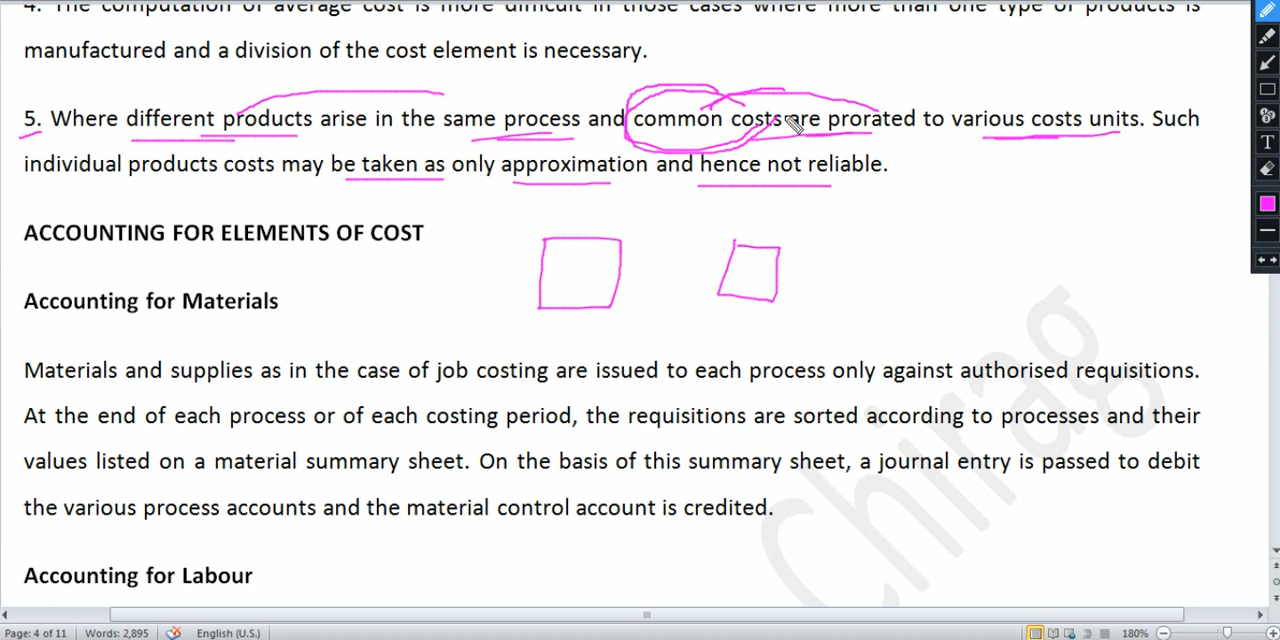 4. The computation of average cost is more difficult in those cases where more than one type of products is
manufactured and a division of the cost element is necessary.
5. Where different products arise in the same process and common costs are prorated to various costs units. Such
individual products costs may be taken as only approximation and hence not reliable.
ACCOUNTING FOR ELEMENTS OF COST
Accounting for Materials
Materials and supplies as in the case of job costing are issued to each process only against authorised requisitions.
At the end of each process or of each costing period, the requisitions are sorted according to processes and their
values listed on a material summary sheet. On the basis of this summary sheet, a journal entry is passed to debit
the various process accounts and the material control account is credited.
Accounting for Labour
Chirag
T
Page: 4 of 11 Words: 2,895 English (U.S.) 180%